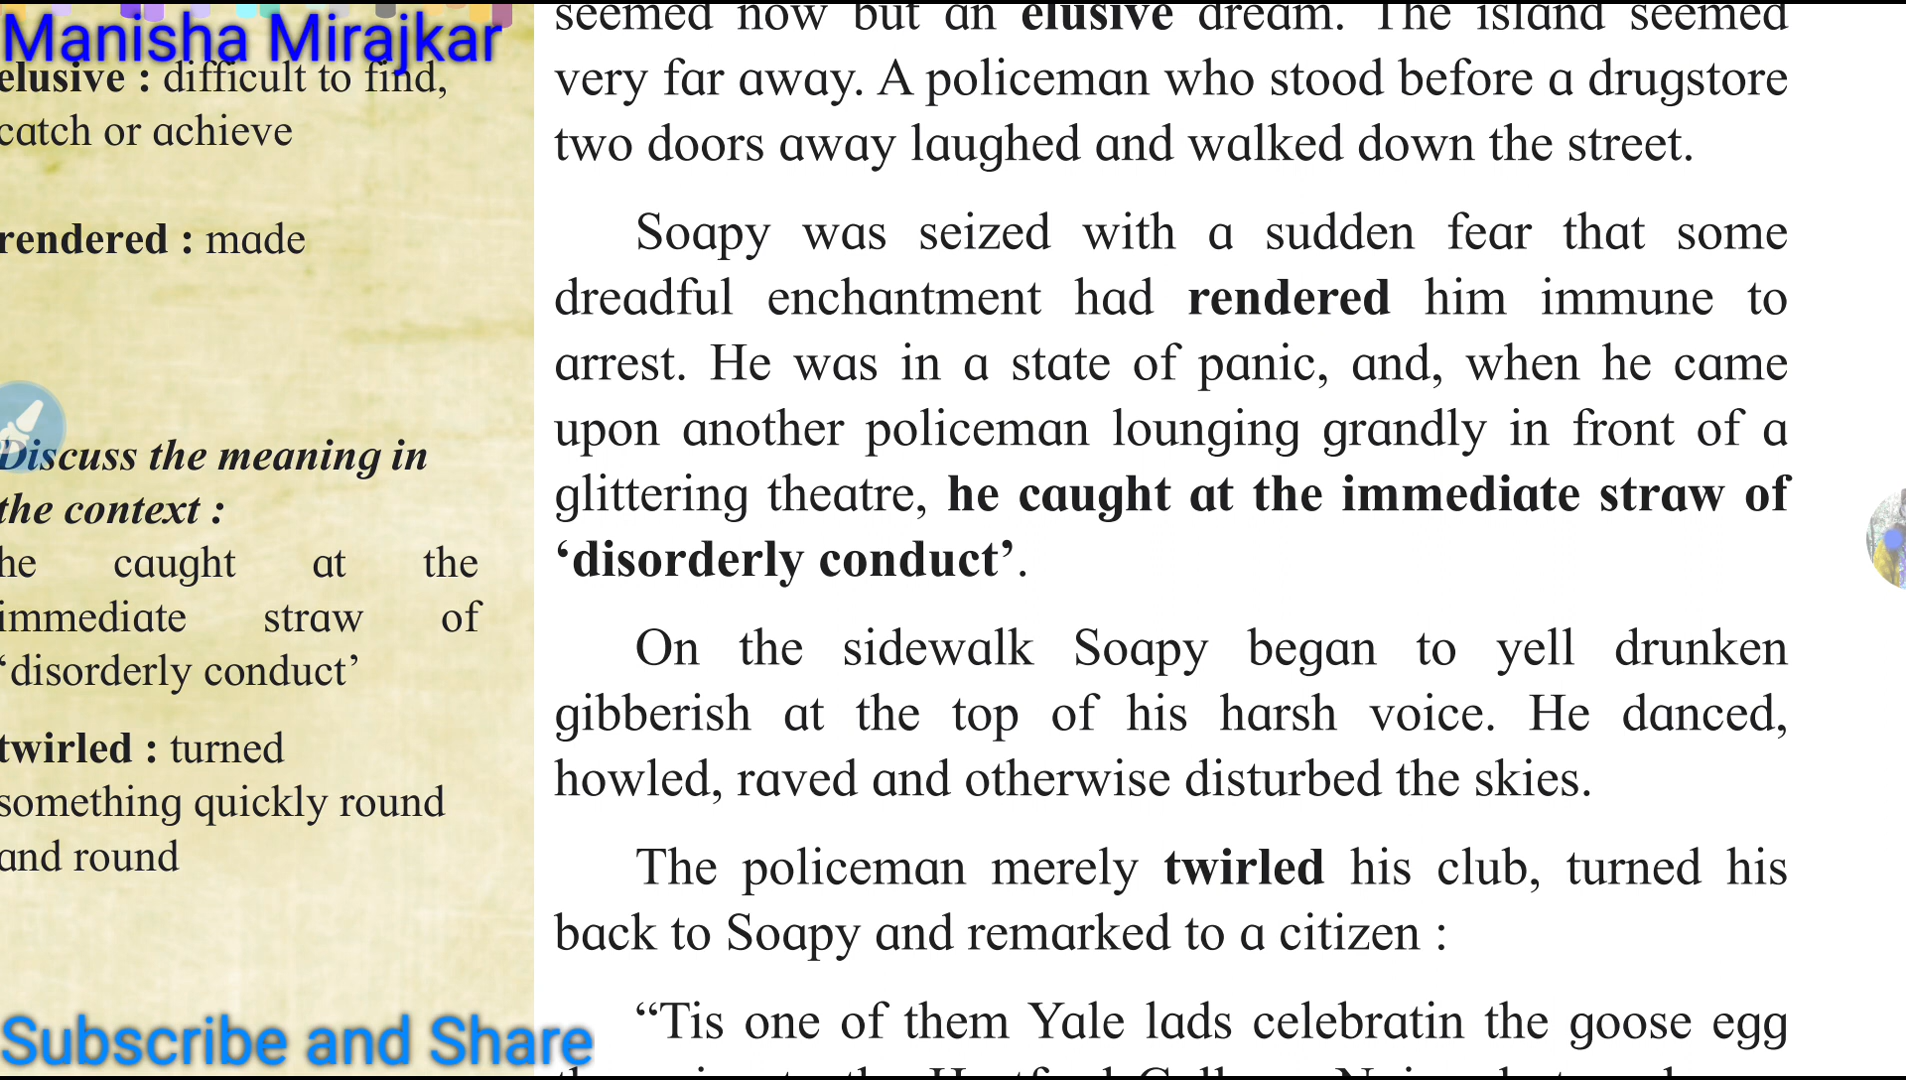 Manisha Mirajkar
elusive : difficult to find,
catch or achieve
rendered : made
Discuss the meaning in
the context :
he caught at the
immediate straw of
‘disorderly conduct’
twirled : turned
something quickly round
and round
Subscribe and Share
seemed now but an elusive dream. The island seemed
very far away. A policeman who stood before a drugstore
two doors away laughed and walked down the street.
Soapy was seized with a sudden fear that some
dreadful enchantment had rendered him immune to
arrest. He was in a state of panic, and, when he came
upon another policeman lounging grandly in front of a
glittering theatre, he caught at the immediate straw of
‘disorderly conduct’.
On the sidewalk Soapy began to yell drunken
gibberish at the top of his harsh voice. He danced,
howled, raved and otherwise disturbed the skies.
The policeman merely twirled his club, turned his
back to Soapy and remarked to a citizen :
“Tis one of them Yale lads celebratin the goose egg